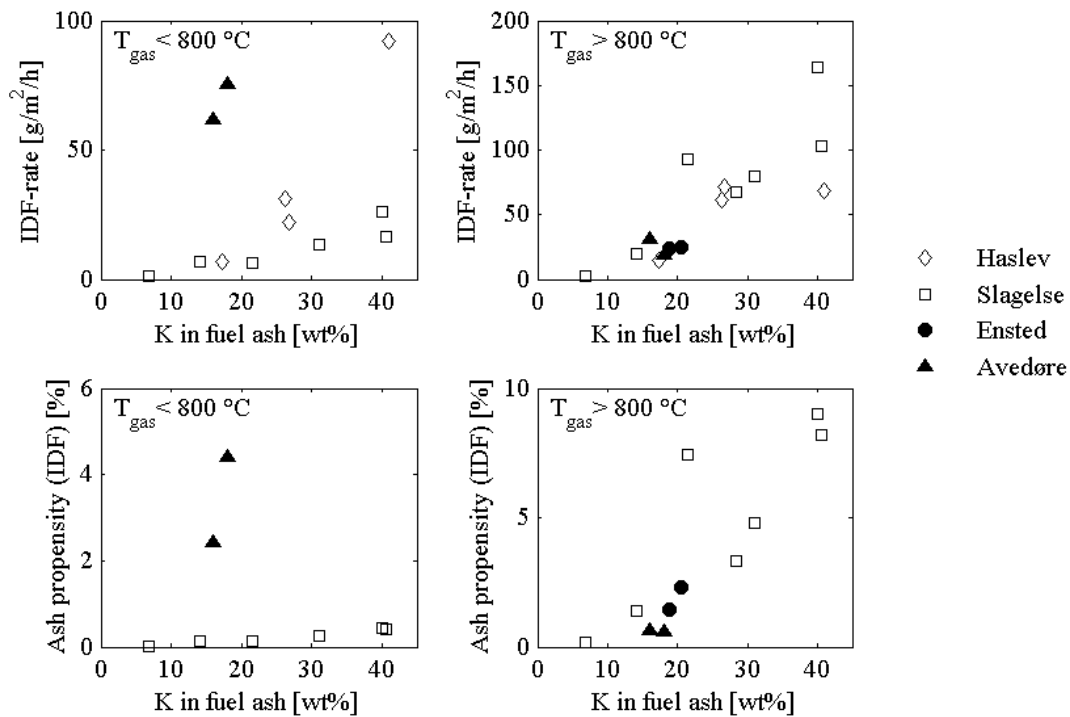 T_gas < 800 °C
IDF-rate [g/m²/h]
100
50
0
0 10 20 30 40
K in fuel ash [wt%]
T_gas > 800 °C
IDF-rate [g/m²/h]
200
150
100
50
0
0 10 20 30 40
K in fuel ash [wt%]
Haslev
Slagelse
Ensted
Avedøre
T_gas < 800 °C
Ash propensity (IDF) [%]
6
4
2
0
0 10 20 30 40
K in fuel ash [wt%]
T_gas > 800 °C
Ash propensity (IDF) [%]
10
5
0
0 10 20 30 40
K in fuel ash [wt%]